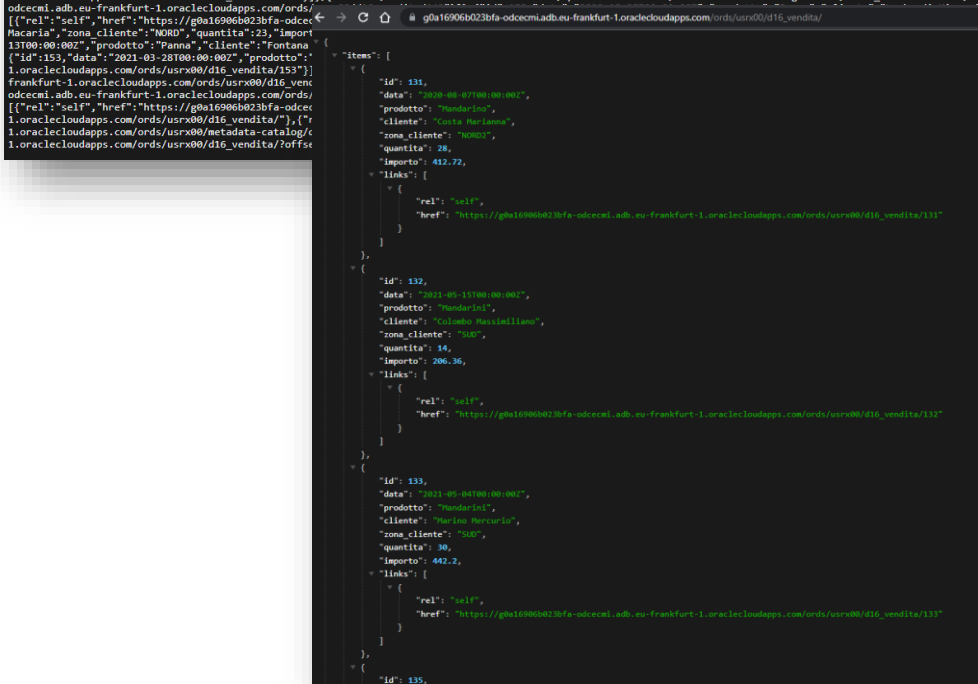 odcecmi.adb.eu-frankfurt-1.oraclecloudapps.com/ords/
[{"rel":"self","href":"https://g0a16906b023bfa-odcec
Macaria","zona_cliente":"NORD","quantita":23,"import
13T00:00:00Z","prodotto":"Panna","cliente":"Fontana
{"id":153,"data":"2021-03-28T00:00:00Z","prodotto":"
1.oraclecloudapps.com/ords/usrx00/d16_vendita/153"}]
frankfurt-1.oraclecloudapps.com/ords/usrx00/d16_vend
odcecmi.adb.eu-frankfurt-1.oraclecloudapps.com/ords/
[{"rel":"self","href":"https://g0a16906b023bfa-odcec
1.oraclecloudapps.com/ords/usrx00/d16_vendita/"},{"r
1.oraclecloudapps.com/ords/usrx00/metadata-catalog/
1.oraclecloudapps.com/ords/usrx00/d16_vendita/?offse
g0a16906b023bfa-odcecmi.adb.eu-frankfurt-1.oraclecloudapps.com/ords/usrx00/d16_vendita/
{
"items": [
{
"id": 131,
"data": "2020-08-07T00:00:00Z",
"prodotto": "Mandarino",
"cliente": "Costa Marianna",
"zona_cliente": "NORD2",
"quantita": 28,
"importo": 412.72,
"links": [
{
"rel": "self",
"href": "https://g0a16906b023bfa-odcecmi.adb.eu-frankfurt-1.oraclecloudapps.com/ords/usrx00/d16_vendita/131"
}
]
},
{
"id": 132,
"data": "2021-05-15T00:00:00Z",
"prodotto": "Mandarini",
"cliente": "Colombo Massimiliano",
"zona_cliente": "SUD",
"quantita": 14,
"importo": 206.36,
"links": [
{
"rel": "self",
"href": "https://g0a16906b023bfa-odcecmi.adb.eu-frankfurt-1.oraclecloudapps.com/ords/usrx00/d16_vendita/132"
}
]
},
{
"id": 133,
"data": "2021-05-04T00:00:00Z",
"prodotto": "Mandarini",
"cliente": "Marino Mercurio",
"zona_cliente": "SUD",
"quantita": 30,
"importo": 442.2,
"links": [
{
"rel": "self",
"href": "https://g0a16906b023bfa-odcecmi.adb.eu-frankfurt-1.oraclecloudapps.com/ords/usrx00/d16_vendita/133"
}
]
},
{
"id": 135,